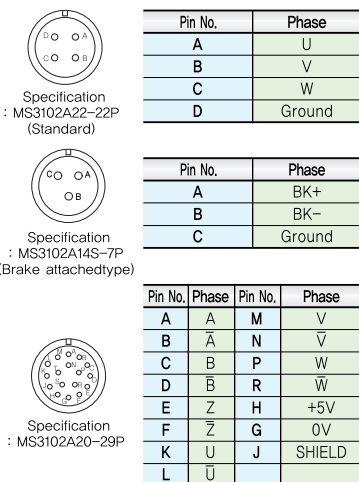 D A
C B
Specification
: MS3102A22-22P
(Standard)
Pin No. Phase
A U
B V
C W
D Ground
C A
B
Specification
: MS3102A14S-7P
(Brake attachedtype)
Pin No. Phase
A BK+
B BK-
C Ground
Specification
: MS3102A20-29P
Pin No. Phase Pin No. Phase
A A M V
B A̅ N V̅
C B P W
D B̅ R W̅
E Z H +5V
F Z̅ G 0V
K U J SHIELD
L U̅